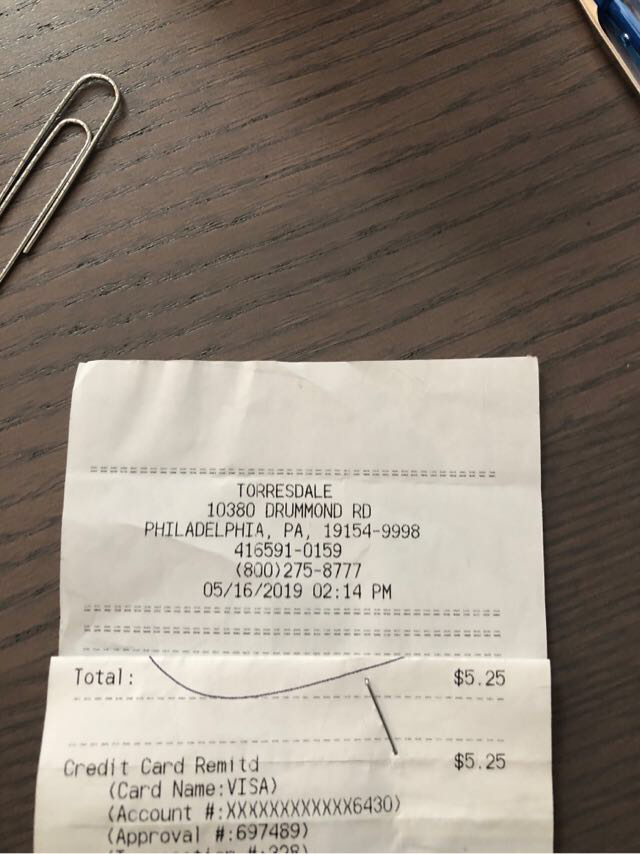 TORRESDALE
10380 DRUMMOND RD
PHILADELPHIA, PA, 19154-9998
416591-0159
(800)275-8777
05/16/2019 02:14 PM
Total: $5.25
Credit Card Remitd $5.25
(Card Name:VISA)
(Account #:XXXXXXXXXXXX6430)
(Approval #:697489)
#:328)